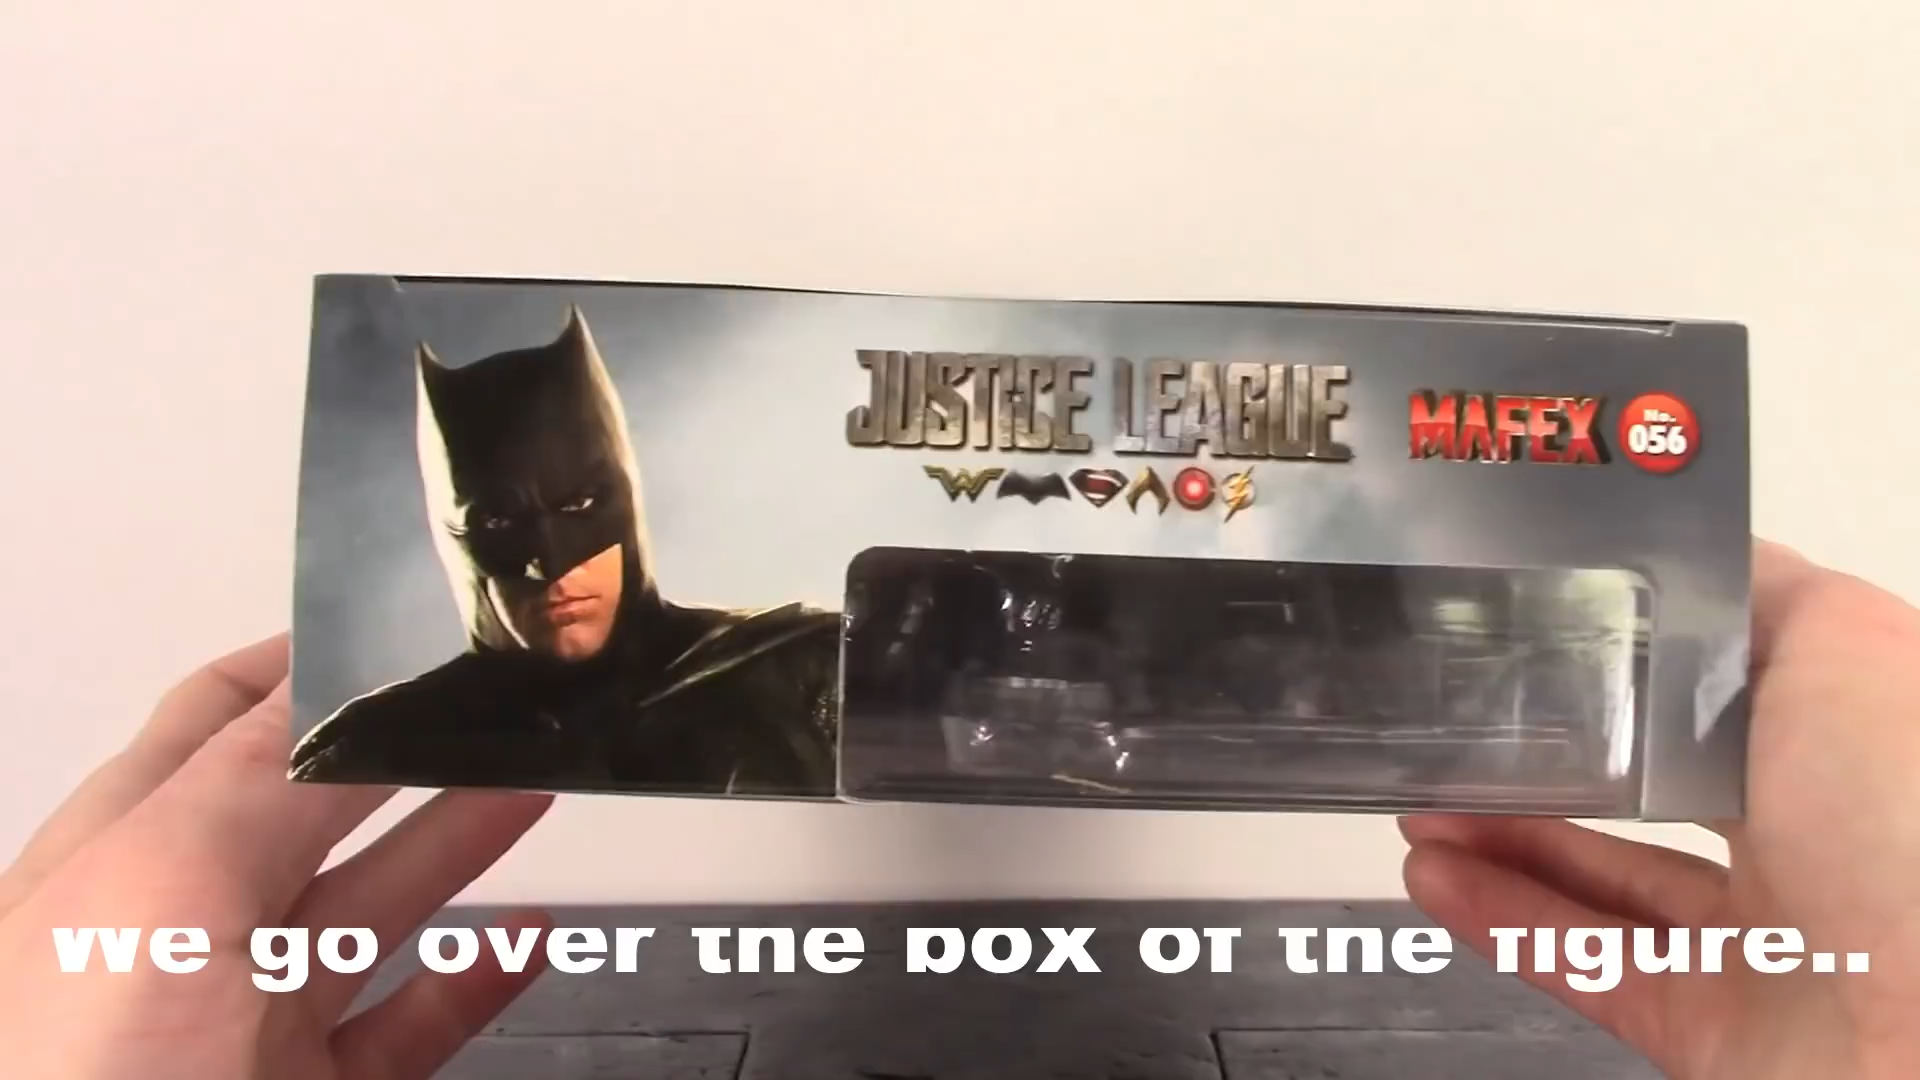 JUSTICE LEAGUE
MAFEX
No.
056
we go over the box of the figure..